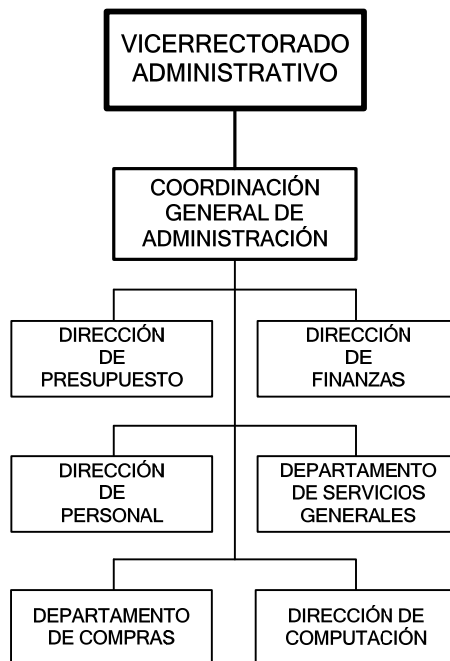 VICERRECTORADO
ADMINISTRATIVO
COORDINACIÓN
GENERAL DE
ADMINISTRACIÓN
DIRECCIÓN
DE
PRESUPUESTO
DIRECCIÓN
DE
FINANZAS
DIRECCIÓN
DE
PERSONAL
DEPARTAMENTO
DE SERVICIOS
GENERALES
DEPARTAMENTO
DE COMPRAS
DIRECCIÓN DE
COMPUTACIÓN